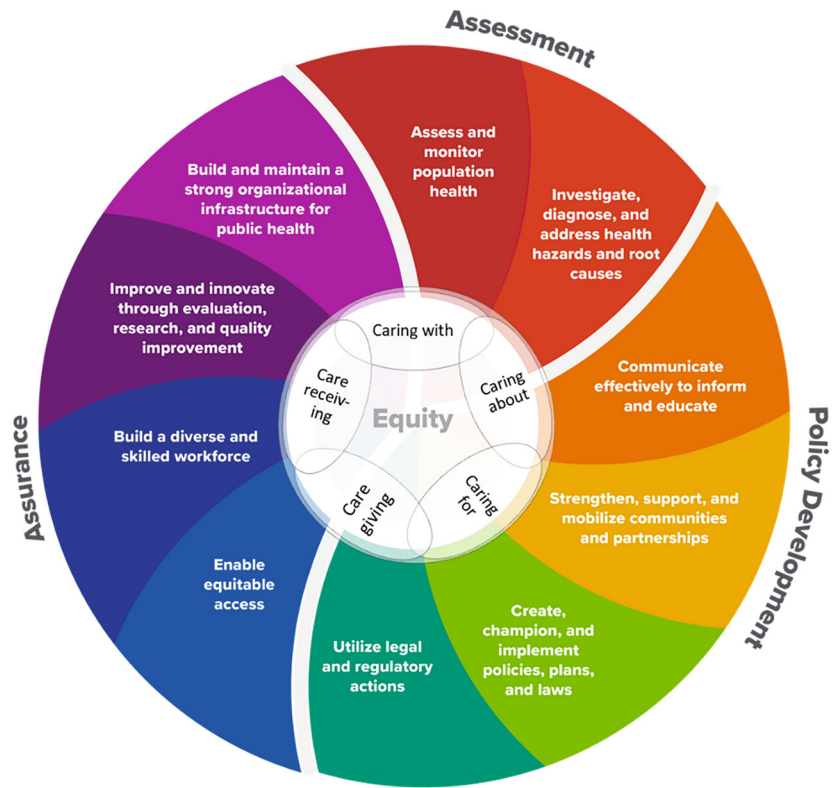 Assessment
Assess and
monitor
population
health
Investigate,
diagnose, and
address health
hazards and root
causes
Policy Development
Communicate
effectively to inform
and educate
Strengthen, support, and
mobilize communities
and partnerships
Create,
champion, and
implement
policies, plans,
and laws
Utilize legal
and regulatory
actions
Assurance
Enable
equitable
access
Build a diverse and
skilled workforce
Improve and innovate
through evaluation,
research, and quality
improvement
Build and maintain a
strong organizational
infrastructure for
public health
Caring with
Caring
about
Caring
for
Care
giving
Care
receiv-
ing
Equity